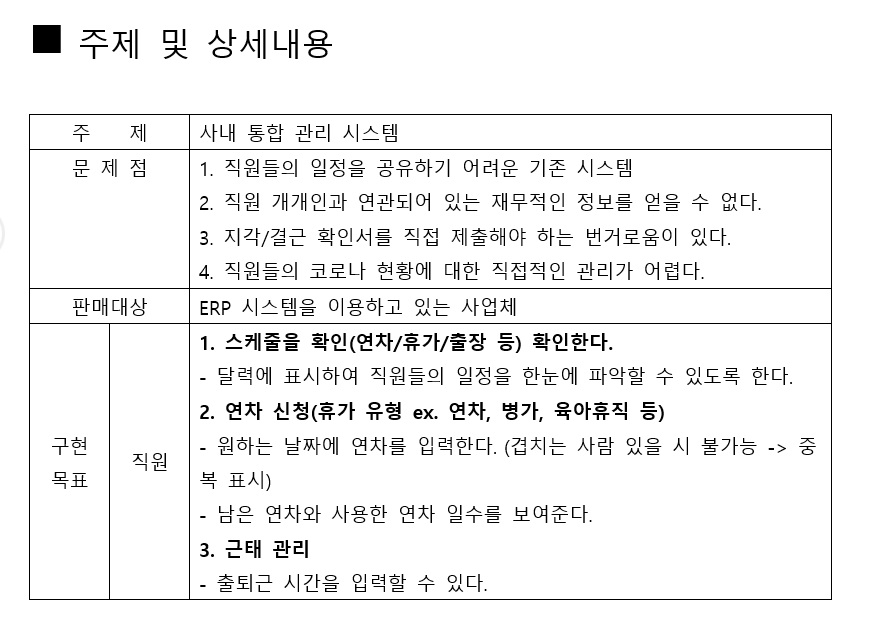 ■ 주제 및 상세내용
주 제
사내 통합 관리 시스템
문 제 점
1. 직원들의 일정을 공유하기 어려운 기존 시스템
2. 직원 개개인과 연관되어 있는 재무적인 정보를 얻을 수 없다.
3. 지각/결근 확인서를 직접 제출해야 하는 번거로움이 있다.
4. 직원들의 코로나 현황에 대한 직접적인 관리가 어렵다.
판매대상
ERP 시스템을 이용하고 있는 사업체
구현
목표
직원
1. 스케줄을 확인(연차/휴가/출장 등) 확인한다.
- 달력에 표시하여 직원들의 일정을 한눈에 파악할 수 있도록 한다.
2. 연차 신청(휴가 유형 ex. 연차, 병가, 육아휴직 등)
- 원하는 날짜에 연차를 입력한다. (겹치는 사람 있을 시 불가능 -> 중
복 표시)
- 남은 연차와 사용한 연차 일수를 보여준다.
3. 근태 관리
- 출퇴근 시간을 입력할 수 있다.